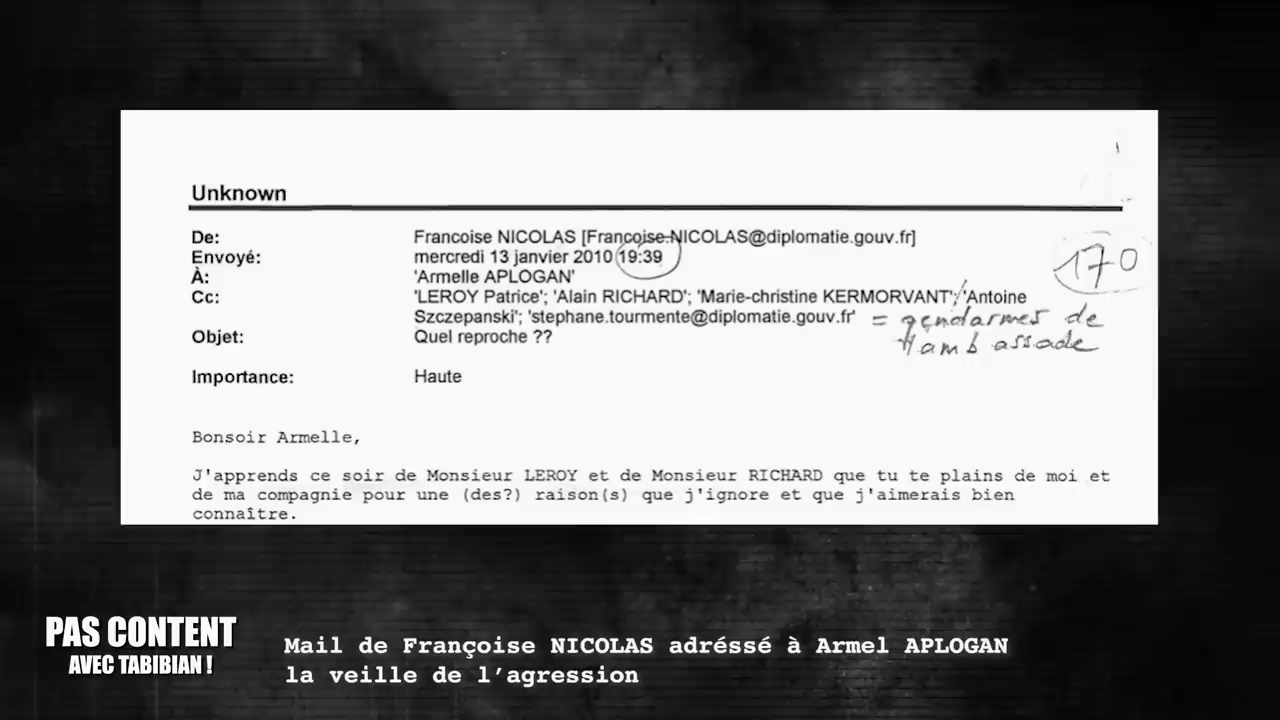 Unknown
De: Francoise NICOLAS [Francoise.NICOLAS@diplomatie.gouv.fr]
Envoyé: mercredi 13 janvier 2010 19:39
170
À: 'Armelle APLOGAN'
Cc: 'LEROY Patrice'; 'Alain RICHARD'; 'Marie-christine KERMORVANT'; 'Antoine
Szczepanski'; 'stephane.tourmente@diplomatie.gouv.fr' = gendarmes de
l'ambassade
Objet: Quel reproche ??
Importance: Haute
Bonsoir Armelle,
J'apprends ce soir de Monsieur LEROY et de Monsieur RICHARD que tu te plains de moi et
de ma compagnie pour une (des?) raison(s) que j'ignore et que j'aimerais bien
connaître.
PAS CONTENT
AVEC TABIBIAN !
Mail de Françoise NICOLAS adréssé à Armel APLOGAN
la veille de l'agression